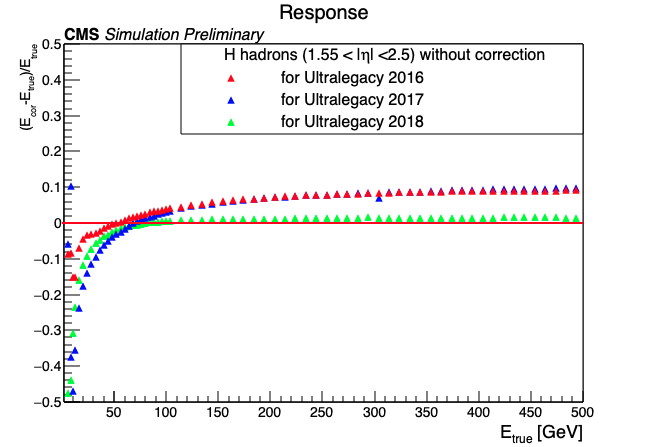 Response
CMS Simulation Preliminary
(E_cor-E_true)/E_true
H hadrons (1.55 < |η| <2.5) without correction
for Ultralegacy 2016
for Ultralegacy 2017
for Ultralegacy 2018
0.5
0.4
0.3
0.2
0.1
0
−0.1
−0.2
−0.3
−0.4
−0.5
50 100 150 200 250 300 350 400 450 500
E_true [GeV]